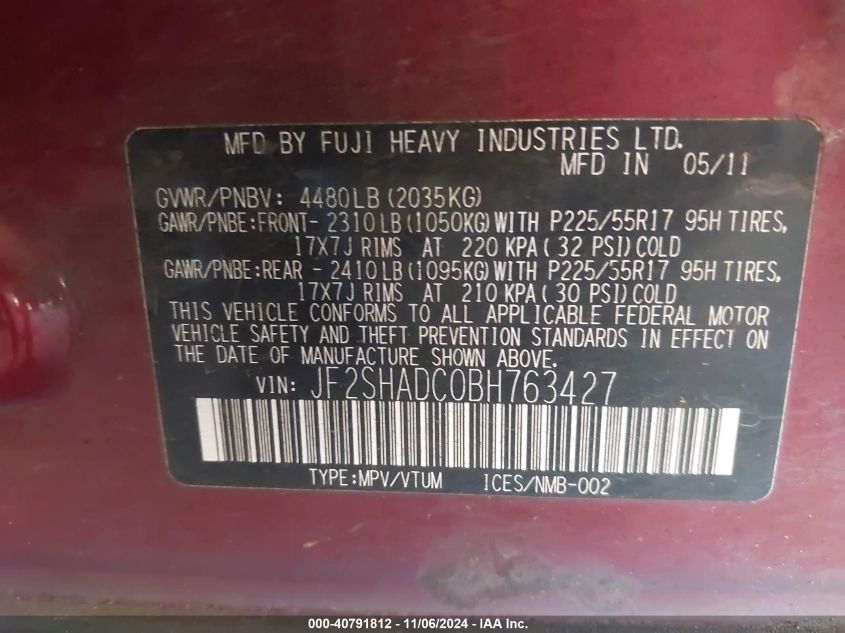 MFD BY FUJI HEAVY INDUSTRIES LTD.
MFD IN 05/11
GVWR/PNBV: 4480LB(2035KG)
GAWR/PNBE:FRONT- 2310LB(1050KG)WITH P225/55R17 95H TIRES,
17X7J RIMS AT 220 KPA( 32 PSI)COLD
GAWR/PNBE:REAR - 2410LB(1095KG)WITH P225/55R17 95H TIRES,
17X7J RIMS AT 210 KPA( 30 PSI)COLD
THIS VEHICLE CONFORMS TO ALL APPLICABLE FEDERAL MOTOR
VEHICLE SAFETY AND THEFT PREVENTION STANDARDS IN EFFECT ON
THE DATE OF MANUFACTURE SHOWN ABOVE.
VIN: JF2SHADC0BH763427
TYPE:MPV/VTUM ICES/NMB-002
000-40791812 - 11/06/2024 - IAA Inc.